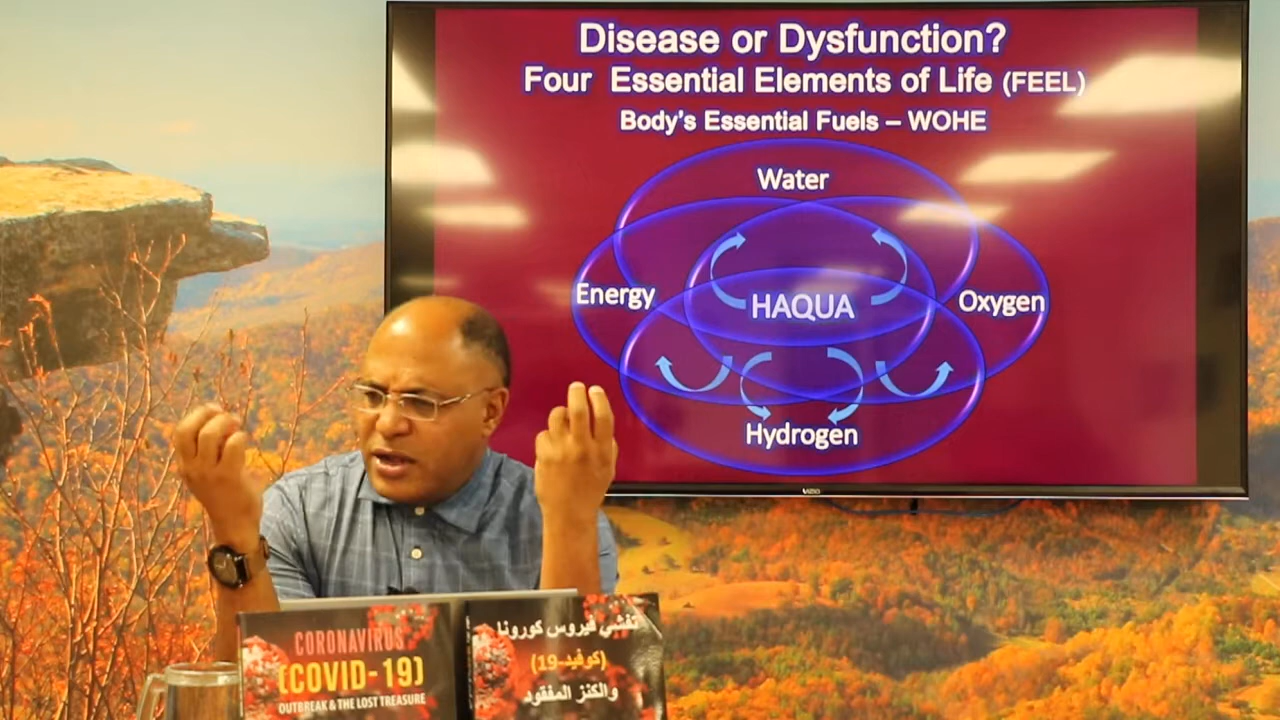 Disease or Dysfunction?
Four Essential Elements of Life (FEEL)
Body's Essential Fuels – WOHE
Water
Energy
HAQUA
Oxygen
Hydrogen
VIZIO
CORONAVIRUS
(COVID-19)
OUTBREAK & THE LOST TREASURE
تفشي فيروس كورونا
(كوفيد-19)
والكنز المفقود